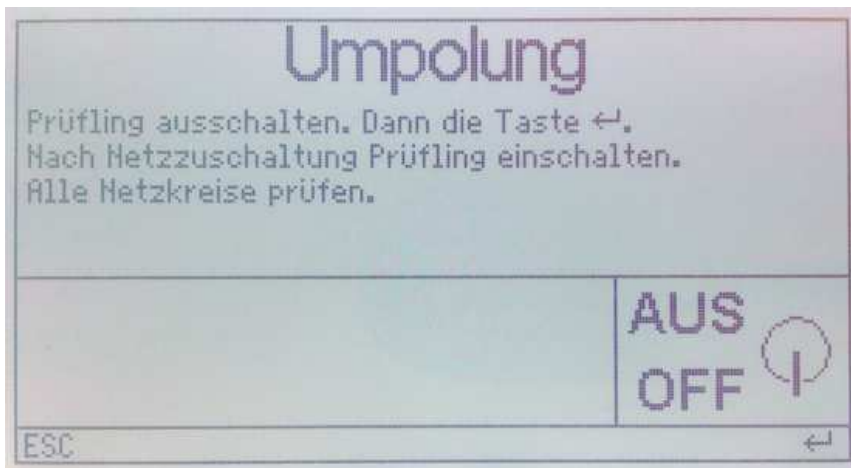 Umpolung
Prüfling ausschalten. Dann die Taste ↵.
Nach Netzzuschaltung Prüfling einschalten.
Alle Netzkreise prüfen.
AUS
OFF
ESC ↵